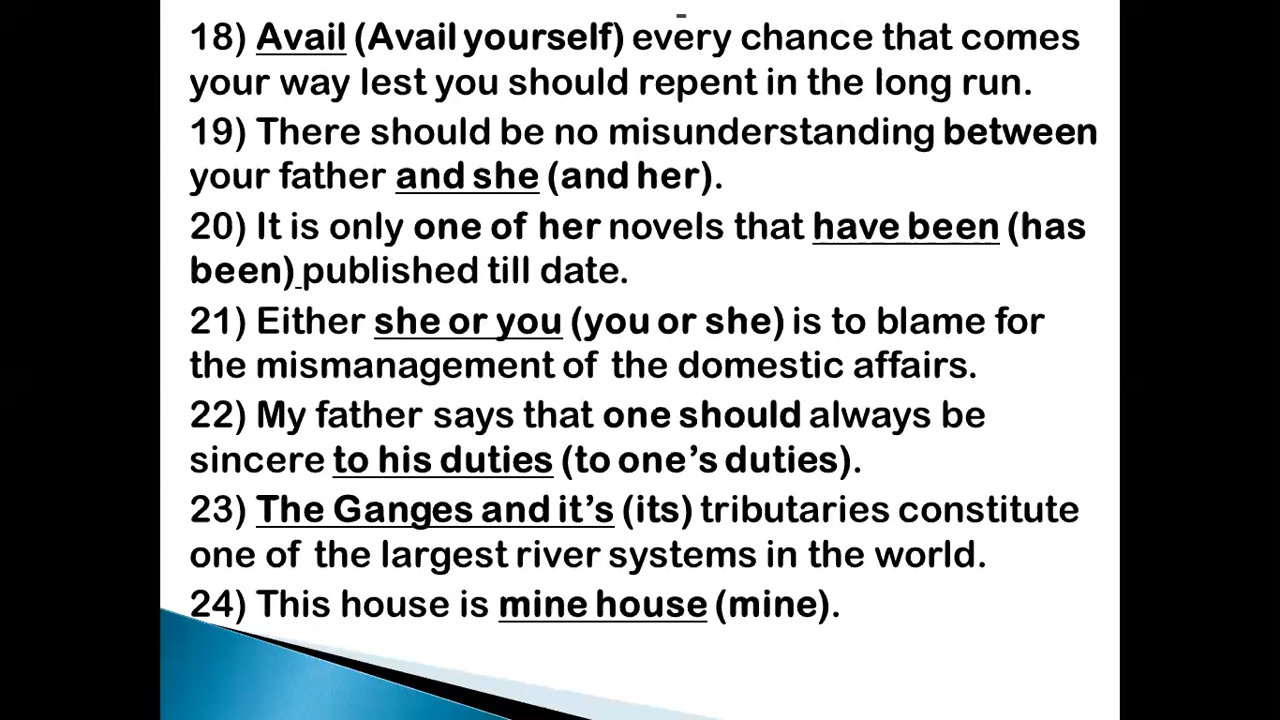 18) Avail (Avail yourself) every chance that comes
your way lest you should repent in the long run.
19) There should be no misunderstanding between
your father and she (and her).
20) It is only one of her novels that have been (has
been) published till date.
21) Either she or you (you or she) is to blame for
the mismanagement of the domestic affairs.
22) My father says that one should always be
sincere to his duties (to one’s duties).
23) The Ganges and it’s (its) tributaries constitute
one of the largest river systems in the world.
24) This house is mine house (mine).